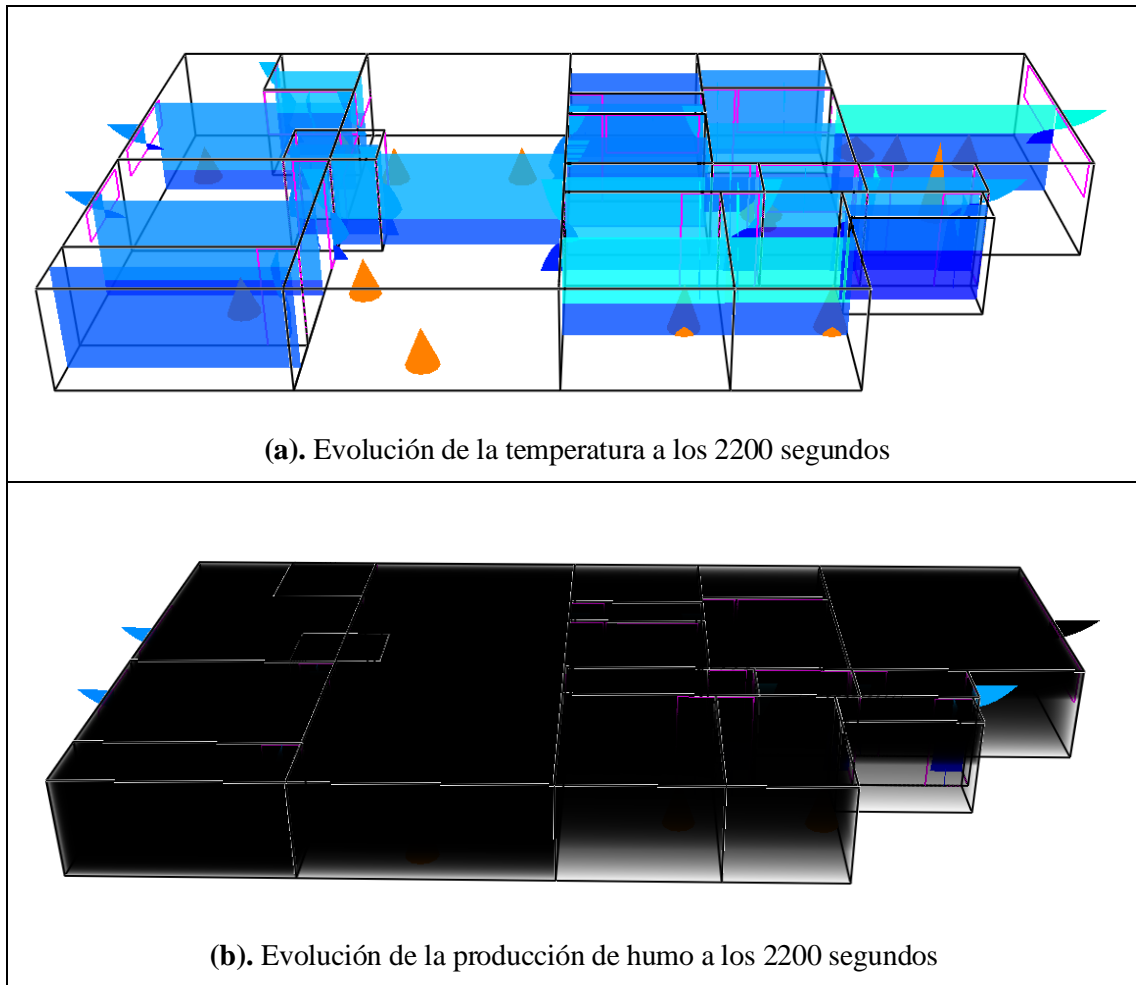 (a). Evolución de la temperatura a los 2200 segundos
(b). Evolución de la producción de humo a los 2200 segundos